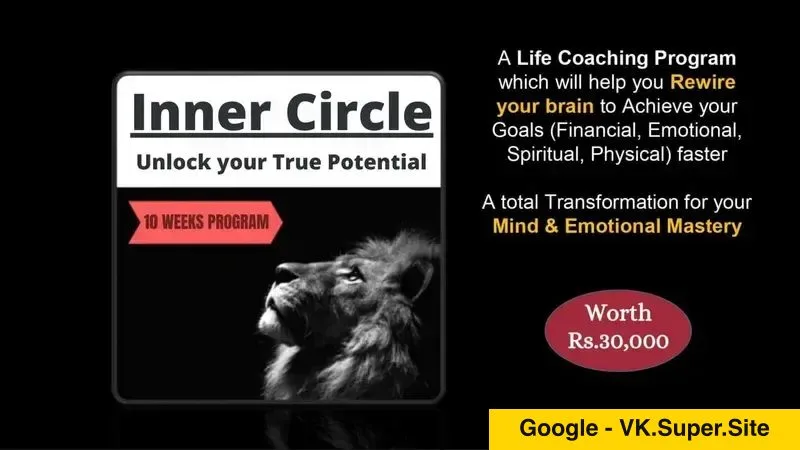 Inner Circle
Unlock your True Potential
10 WEEKS PROGRAM
A Life Coaching Program
which will help you Rewire
your brain to Achieve your
Goals (Financial, Emotional,
Spiritual, Physical) faster
A total Transformation for your
Mind & Emotional Mastery
Worth
Rs.30,000
Google - VK.Super.Site